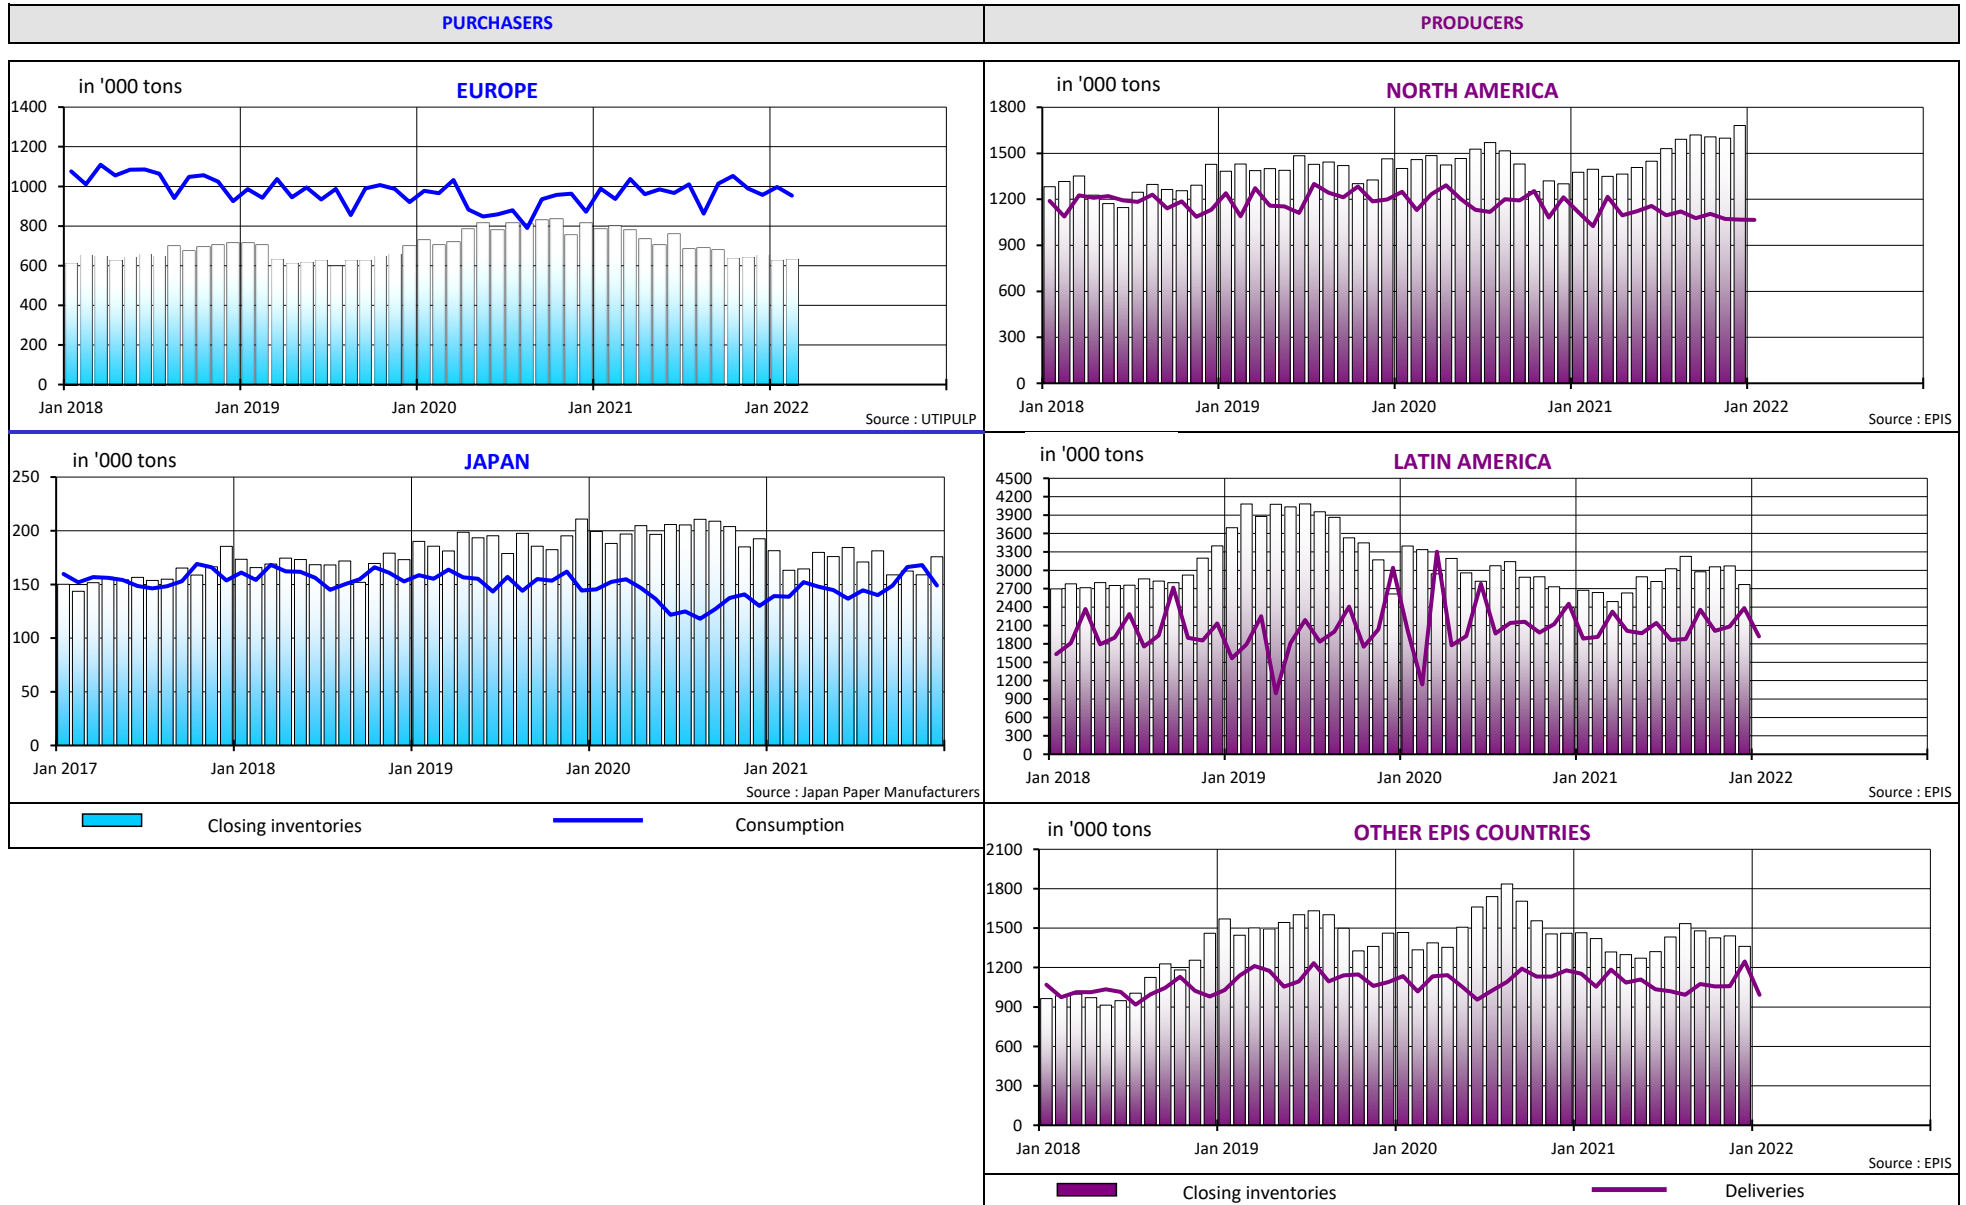 PURCHASERS
PRODUCERS
in '000 tons
EUROPE
1400
1200
1000
800
600
400
200
0
Jan 2018
Jan 2019
Jan 2020
Jan 2021
Jan 2022
Source : UTIPULP
in '000 tons
NORTH AMERICA
1800
1500
1200
900
600
300
0
Jan 2018
Jan 2019
Jan 2020
Jan 2021
Jan 2022
Source : EPIS
in '000 tons
JAPAN
250
200
150
100
50
0
Jan 2017
Jan 2018
Jan 2019
Jan 2020
Jan 2021
Source : Japan Paper Manufacturers
Closing inventories
Consumption
in '000 tons
LATIN AMERICA
4500
4200
3900
3600
3300
3000
2700
2400
2100
1800
1500
1200
900
600
300
0
Jan 2018
Jan 2019
Jan 2020
Jan 2021
Jan 2022
Source : EPIS
in '000 tons
OTHER EPIS COUNTRIES
2100
1800
1500
1200
900
600
300
0
Jan 2018
Jan 2019
Jan 2020
Jan 2021
Jan 2022
Source : EPIS
Closing inventories
Deliveries